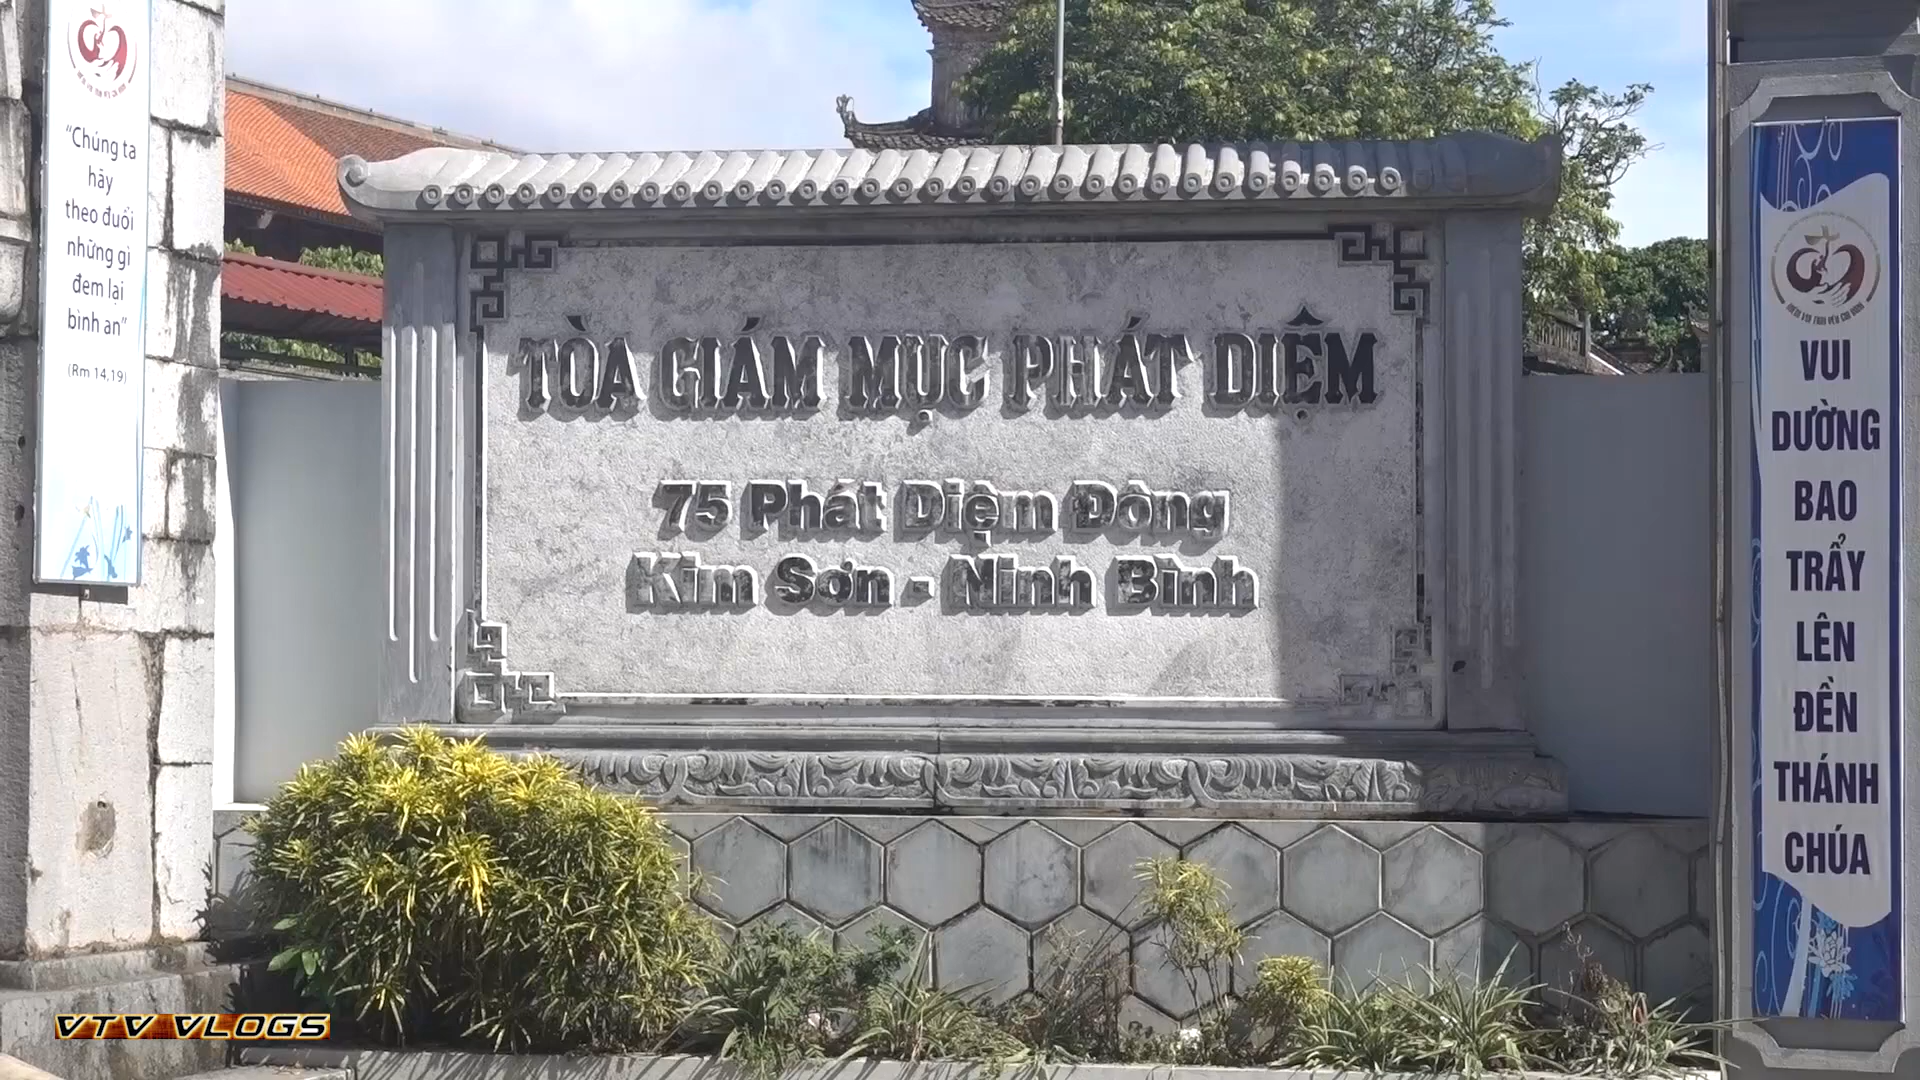 “Chúng ta
hãy
theo đuổi
những gì
đem lại
bình an”
(Rm 14,19)
TÒA GIÁM MỤC PHÁT DIỆM
75 Phát Diệm Đông
Kim Sơn - Ninh Bình
VUI
DƯỜNG
BAO
TRẨY
LÊN
ĐỀN
THÁNH
CHÚA
VTV VLOGS